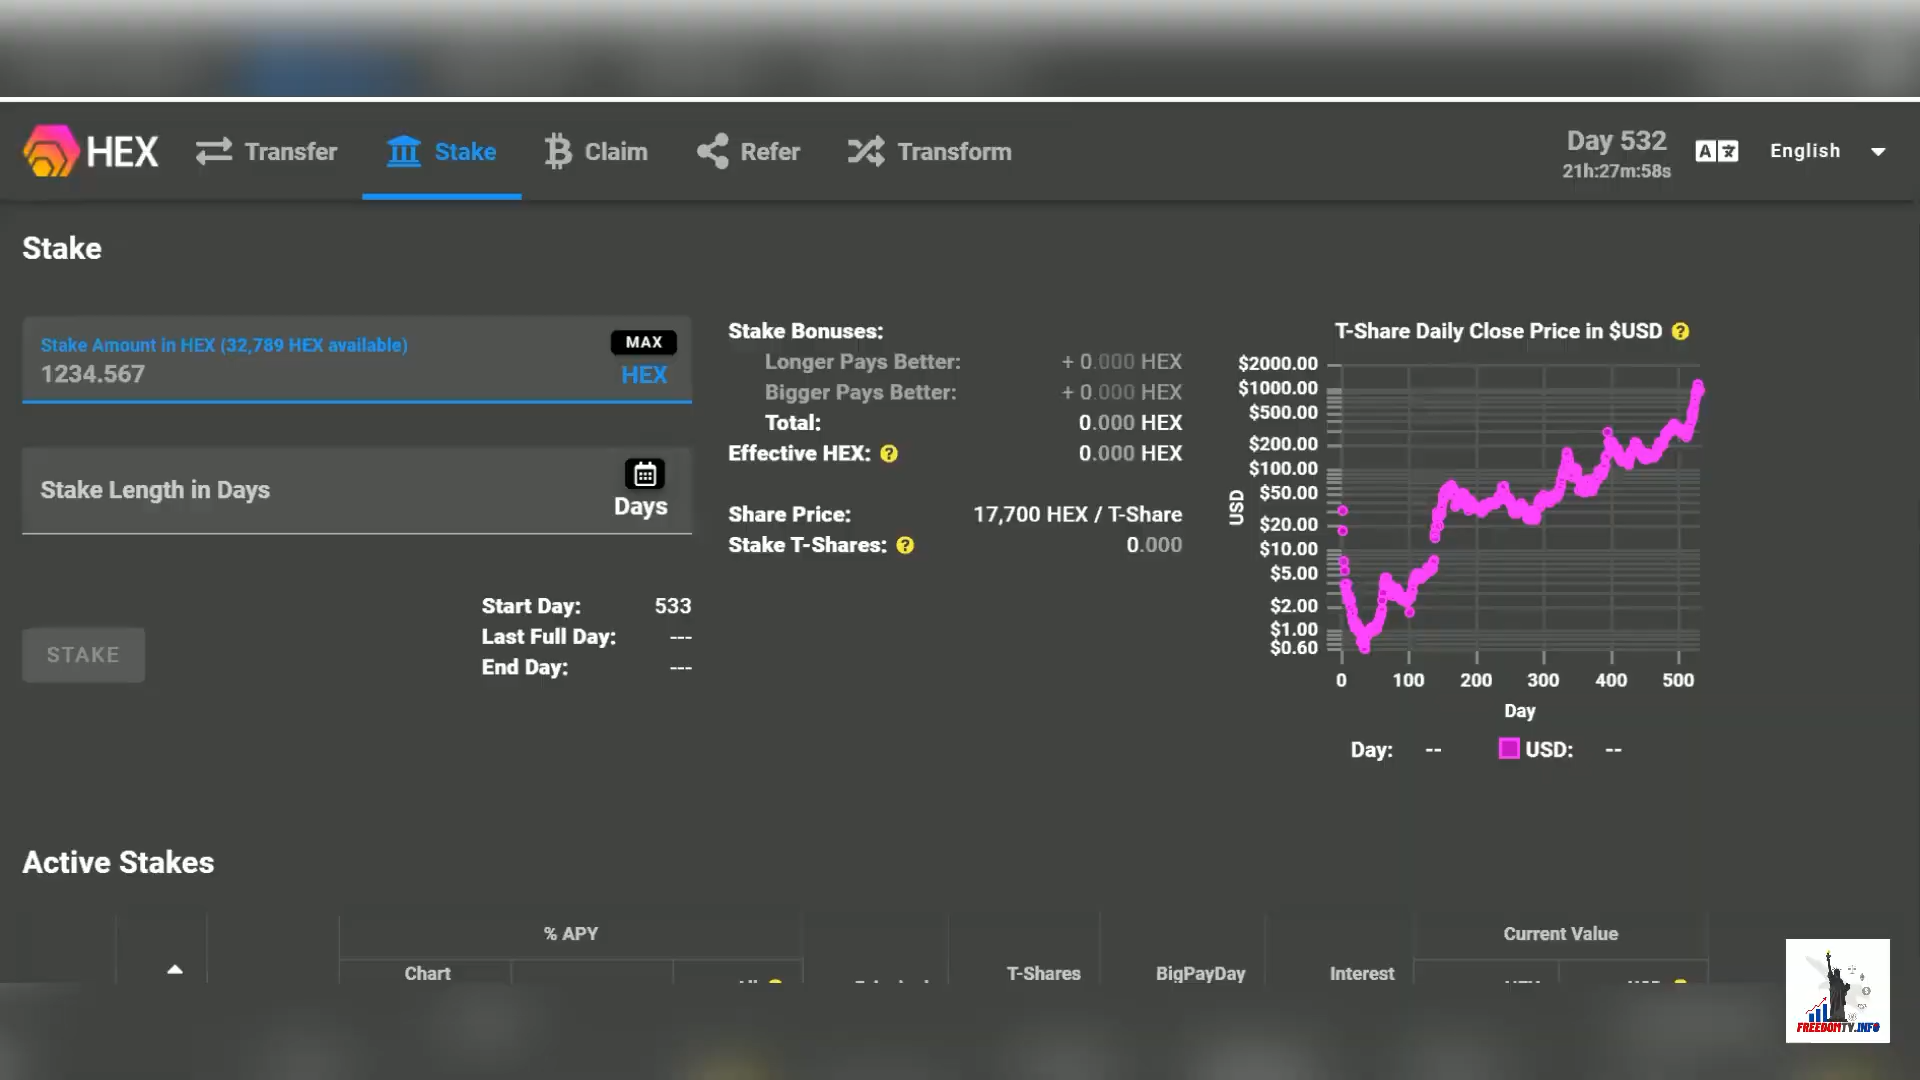 HEX
Transfer
Stake
Claim
Refer
Transform
Day 532
21h:27m:58s
English
Stake
Stake Amount in HEX (32,789 HEX available)
MAX
1234.567
HEX
Stake Length in Days
Days
STAKE
Start Day: 533
Last Full Day: ---
End Day: ---
Stake Bonuses:
Longer Pays Better: + 0.000 HEX
Bigger Pays Better: + 0.000 HEX
Total: 0.000 HEX
Effective HEX: ? 0.000 HEX
Share Price: 17,700 HEX / T-Share
Stake T-Shares: ? 0.000
T-Share Daily Close Price in $USD ?
$2000.00
$1000.00
$500.00
$200.00
$100.00
$50.00
$20.00
$10.00
$5.00
$2.00
$1.00
$0.60
USD
0 100 200 300 400 500
Day
Day: -- USD: --
Active Stakes
% APY
Current Value
Chart
T-Shares
BigPayDay
Interest
FREEDOMTV.INFO